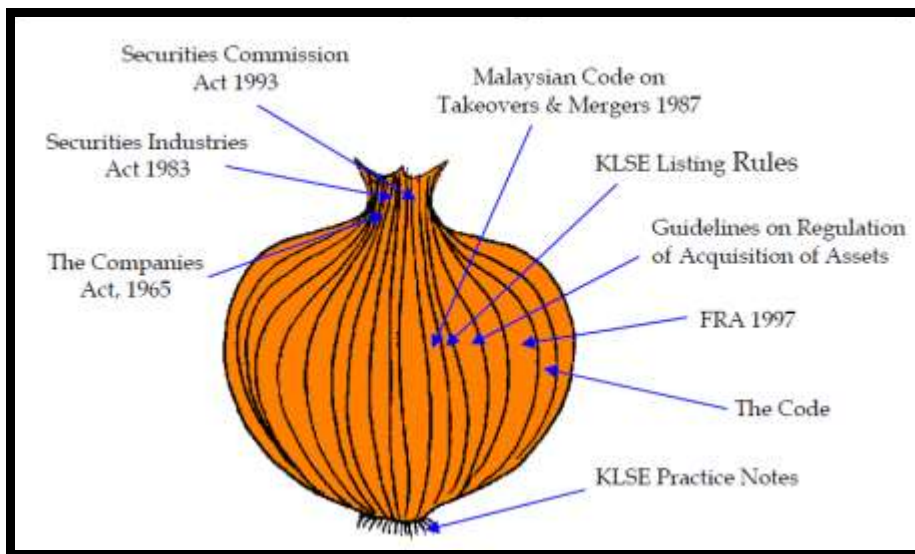 Securities Commission
Act 1993
Malaysian Code on
Takeovers & Mergers 1987
Securities Industries
Act 1983
KLSE Listing Rules
Guidelines on Regulation
of Acquisition of Assets
The Companies
Act, 1965
FRA 1997
The Code
KLSE Practice Notes